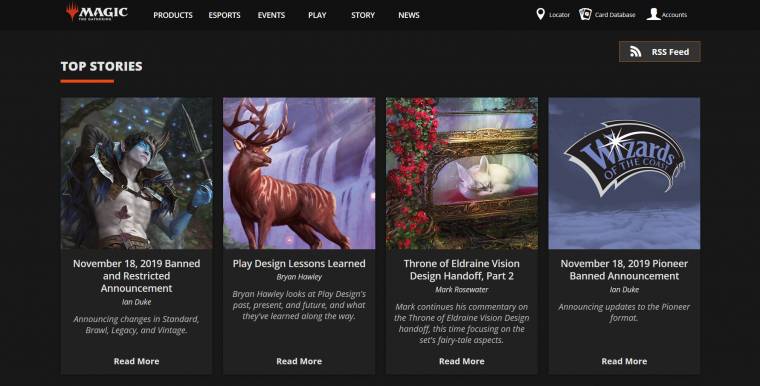 MAGIC
THE GATHERING
PRODUCTS ESPORTS EVENTS PLAY STORY NEWS
Locator Card Database Accounts
RSS Feed
TOP STORIES
Wizards
OF THE COAST
November 18, 2019 Banned
and Restricted
Announcement
Ian Duke
Announcing changes in Standard,
Brawl, Legacy, and Vintage.
Read More
Play Design Lessons Learned
Bryan Hawley
Bryan Hawley looks at Play Design's
past, present, and future, and what
they've learned along the way.
Read More
Throne of Eldraine Vision
Design Handoff, Part 2
Mark Rosewater
Mark continues his commentary on
the Throne of Eldraine Vision Design
handoff, this time focusing on the
set's fairy-tale aspects.
Read More
November 18, 2019 Pioneer
Banned Announcement
Ian Duke
Announcing updates to the Pioneer
format.
Read More